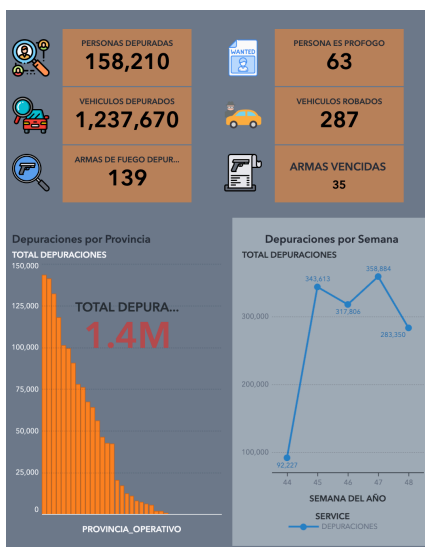 PERSONAS DEPURADAS
158,210
WANTED
PERSONA ES PROFOGO
63
VEHICULOS DEPURADOS
1,237,670
VEHICULOS ROBADOS
287
ARMAS DE FUEGO DEPUR...
139
ARMAS VENCIDAS
35
Depuraciones por Provincia
TOTAL DEPURACIONES
150,000
125,000
100,000
75,000
50,000
25,000
0
TOTAL DEPURA...
1.4M
PROVINCIA_OPERATIVO
Depuraciones por Semana
TOTAL DEPURACIONES
300,000
200,000
100,000
92,227
343,613
317,806
358,884
283,350
44 45 46 47 48
SEMANA DEL AÑO
SERVICE
DEPURACIONES